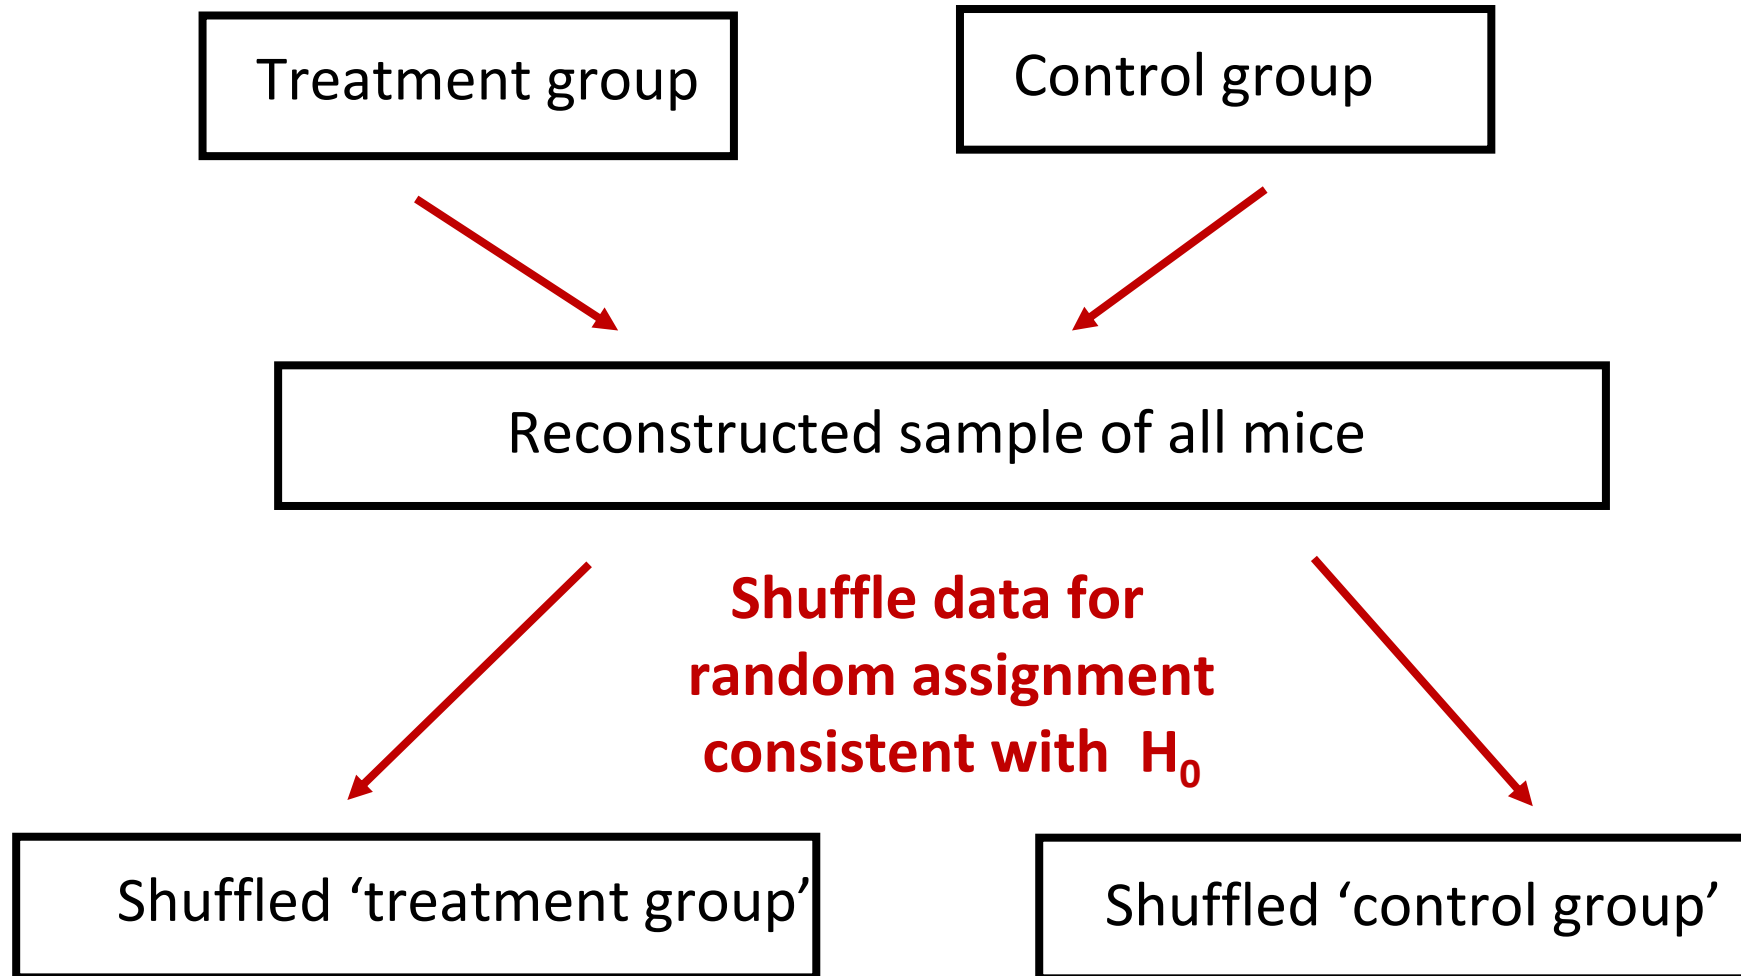 Treatment group
Control group
Reconstructed sample of all mice
Shuffle data for
random assignment
consistent with H₀
Shuffled ‘treatment group’
Shuffled ‘control group’